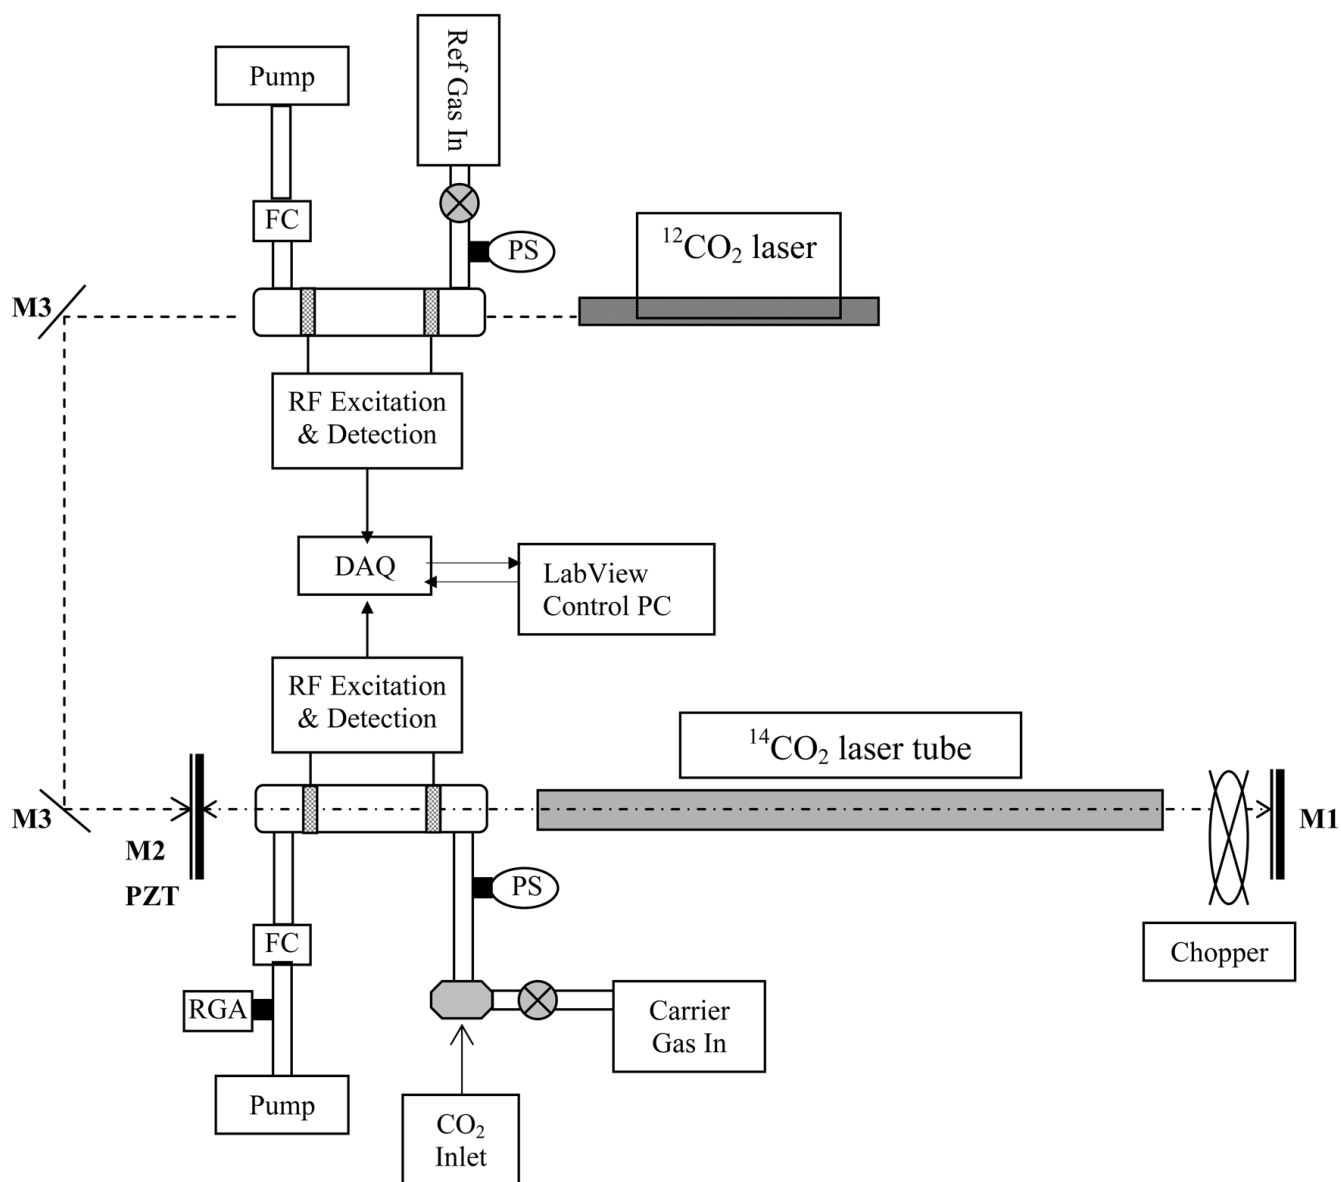 Pump
Ref Gas In
FC
PS
¹²CO₂ laser
M3
RF Excitation
& Detection
DAQ
LabView
Control PC
RF Excitation
& Detection
¹⁴CO₂ laser tube
M3
M2
PZT
M1
PS
Chopper
FC
RGA
Carrier
Gas In
Pump
CO₂
Inlet